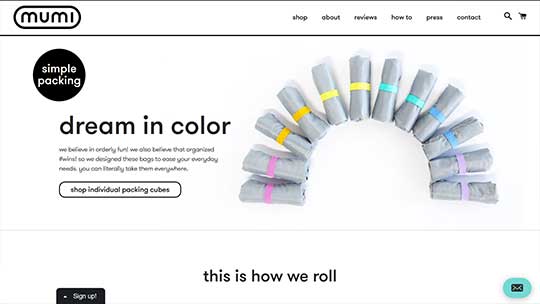 mumi
shop about reviews how to press contact
simple
packing
dream in color
we believe in orderly fun! we also believe that organized
#wins! so we designed these bags to ease your everyday
needs. you can literally take them everywhere.
shop individual packing cubes
this is how we roll
Sign up!